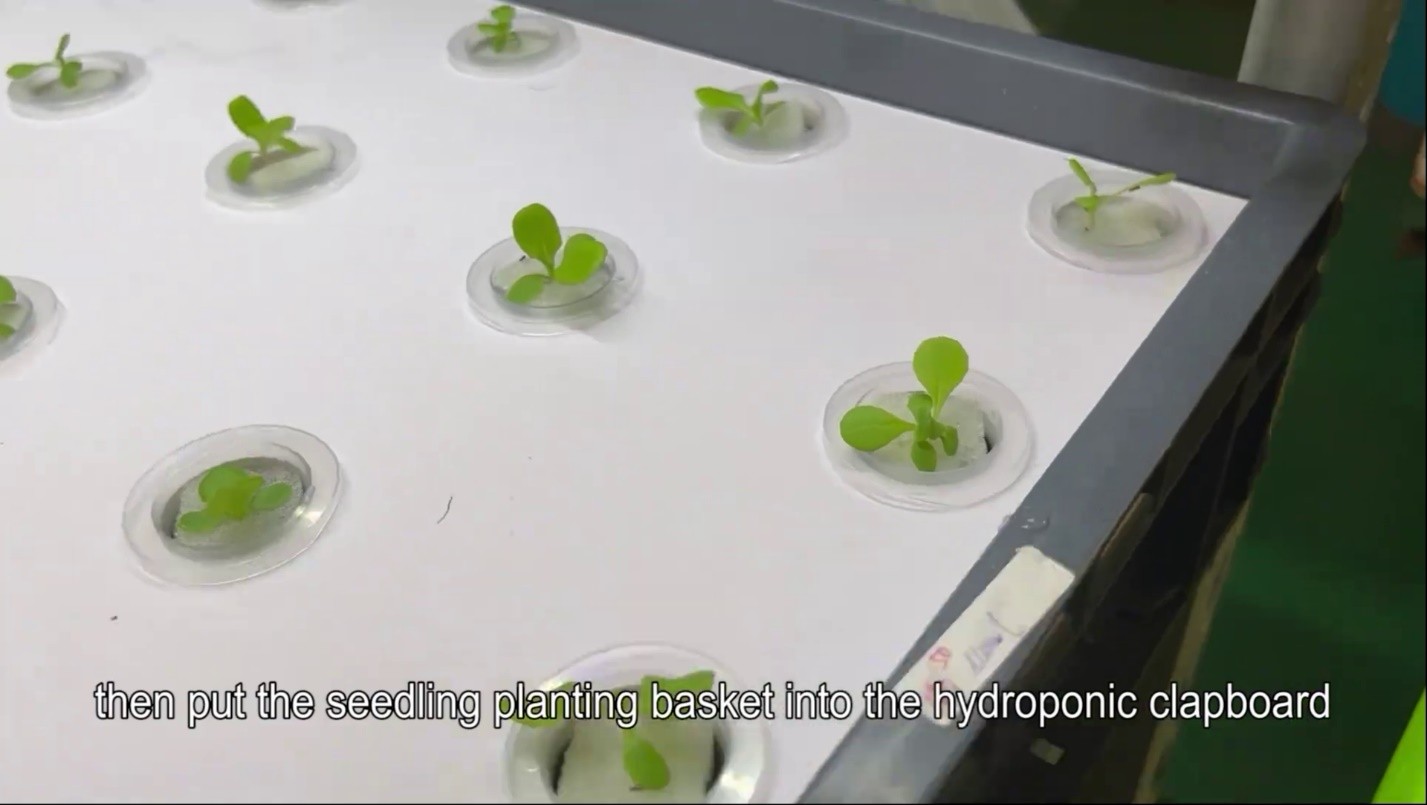 then put the seedling planting basket into the hydroponic clapboard